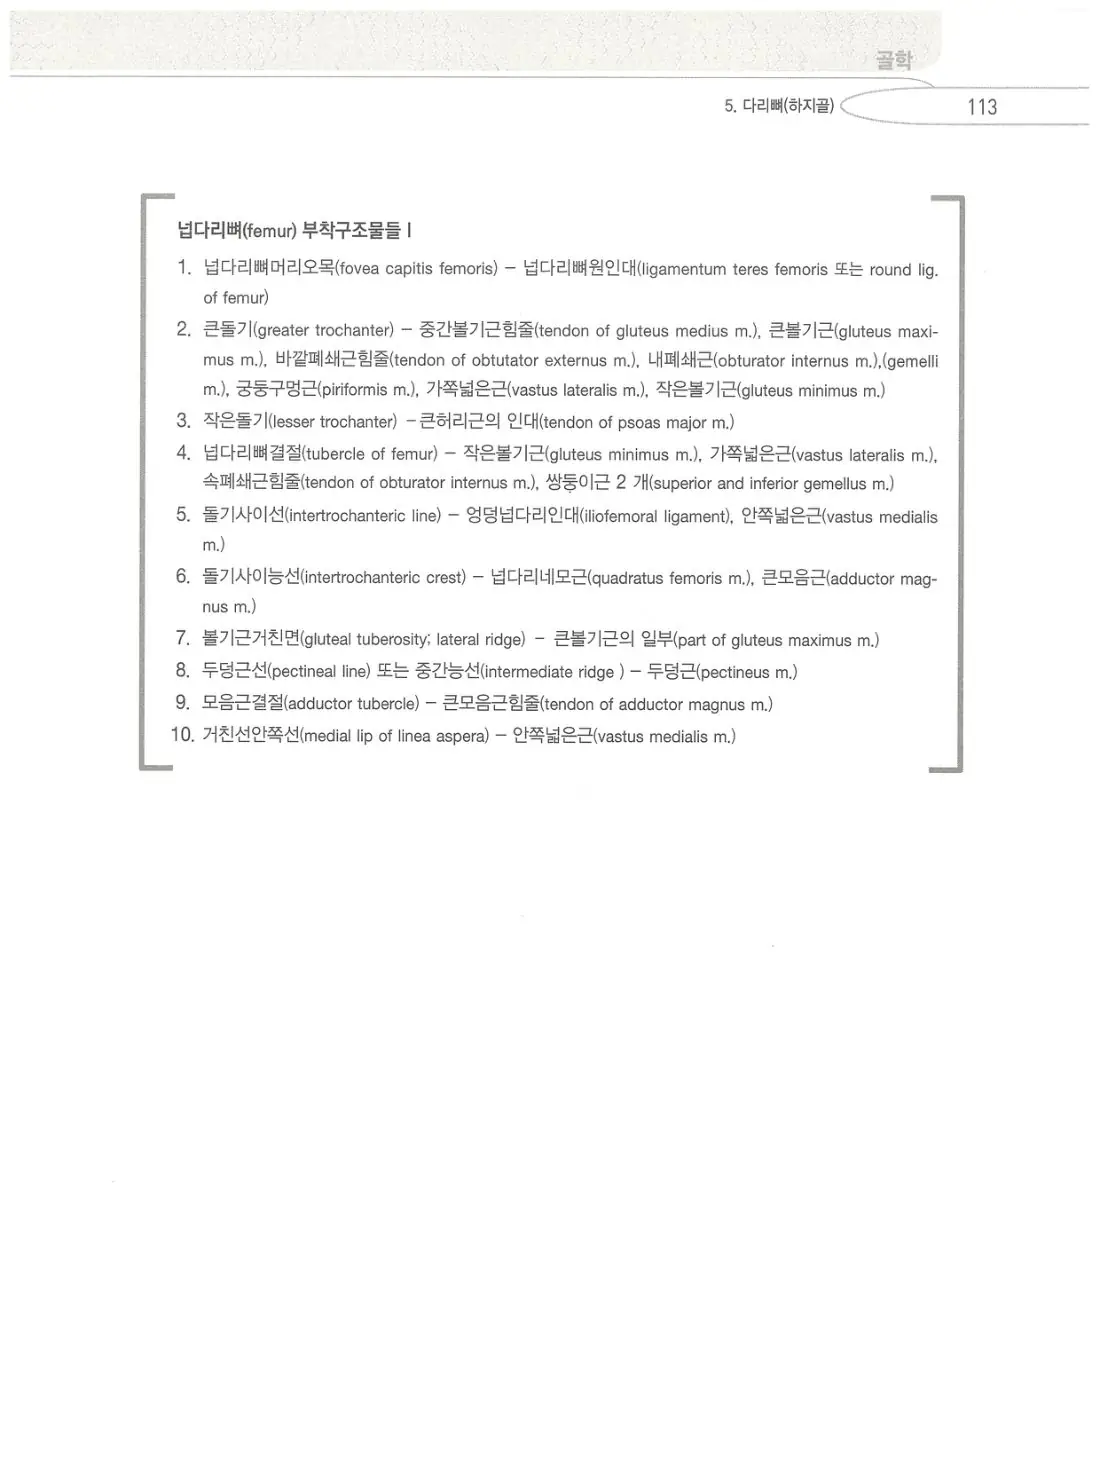 골학
5. 다리뼈(하지골)
113
넙다리뼈(femur) 부착구조물들 Ⅰ
1. 넙다리뼈머리오목(fovea capitis femoris) – 넙다리뼈원인대(ligamentum teres femoris 또는 round lig.
of femur)
2. 큰돌기(greater trochanter) – 중간볼기근힘줄(tendon of gluteus medius m.), 큰볼기근(gluteus maxi-
mus m.), 바깥폐쇄근힘줄(tendon of obtutator externus m.), 내폐쇄근(obturator internus m.),(gemelli
m.), 궁둥구멍근(piriformis m.), 가쪽넓은근(vastus lateralis m.), 작은볼기근(gluteus minimus m.)
3. 작은돌기(lesser trochanter) –큰허리근의 인대(tendon of psoas major m.)
4. 넙다리뼈결절(tubercle of femur) – 작은볼기근(gluteus minimus m.), 가쪽넓은근(vastus lateralis m.),
속폐쇄근힘줄(tendon of obturator internus m.), 쌍둥이근 2 개(superior and inferior gemellus m.)
5. 돌기사이선(intertrochanteric line) – 엉덩넙다리인대(iliofemoral ligament), 안쪽넓은근(vastus medialis
m.)
6. 돌기사이능선(intertrochanteric crest) – 넙다리네모근(quadratus femoris m.), 큰모음근(adductor mag-
nus m.)
7. 볼기근거친면(gluteal tuberosity; lateral ridge) – 큰볼기근의 일부(part of gluteus maximus m.)
8. 두덩근선(pectineal line) 또는 중간능선(intermediate ridge ) – 두덩근(pectineus m.)
9. 모음근결절(adductor tubercle) – 큰모음근힘줄(tendon of adductor magnus m.)
10. 거친선안쪽선(medial lip of linea aspera) – 안쪽넓은근(vastus medialis m.)